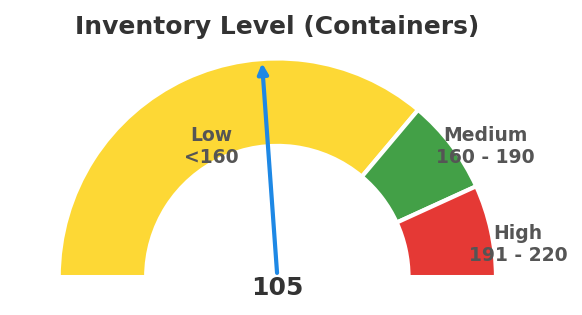 Inventory Level (Containers)
Low
<160
Medium
160 - 190
High
191 - 220
105